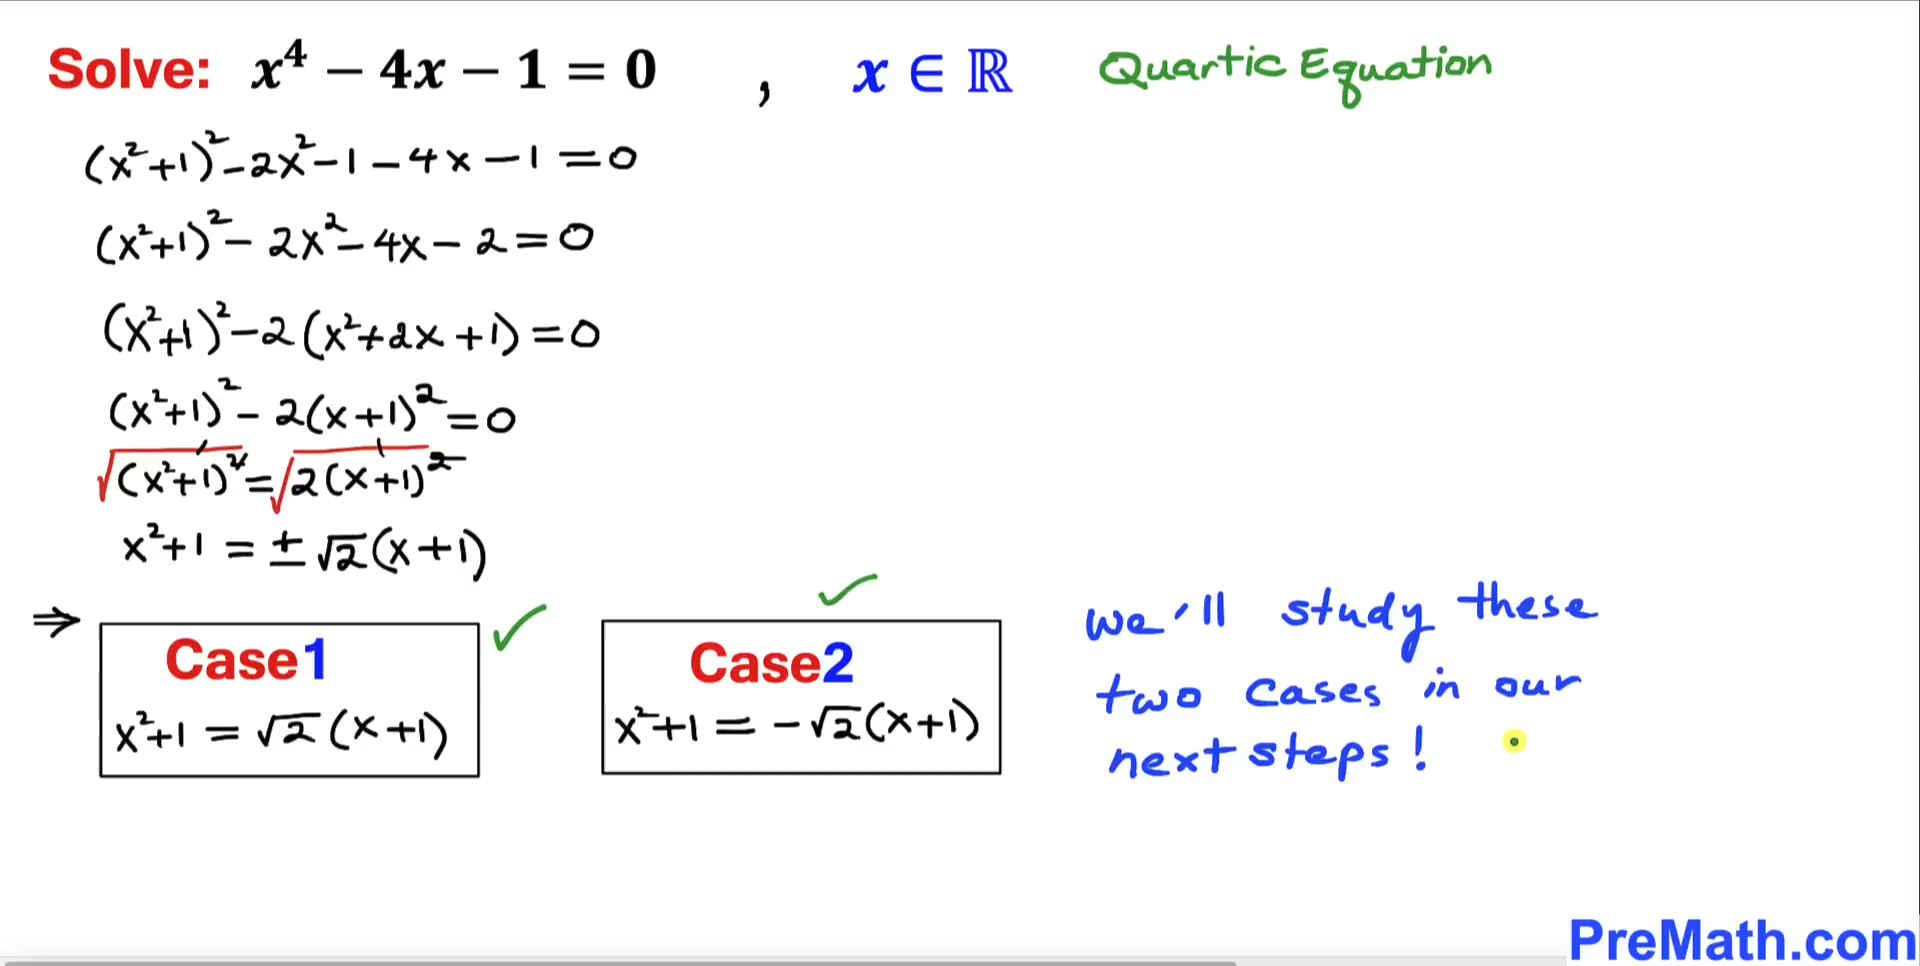 Solve: x⁴ − 4x − 1 = 0 , x ∈ ℝ Quartic Equation
(x²+1)² − 2x² − 1 − 4x − 1 = 0
(x²+1)² − 2x² − 4x − 2 = 0
(x²+1)² − 2(x²+2x+1) = 0
(x²+1)² − 2(x+1)² = 0
√(x²+1)² = √2(x+1)²
x²+1 = ± √2(x+1)
⇒
Case1
x²+1 = √2(x+1)
Case2
x²+1 = −√2(x+1)
we'll study these
two cases in our
next steps!
PreMath.com